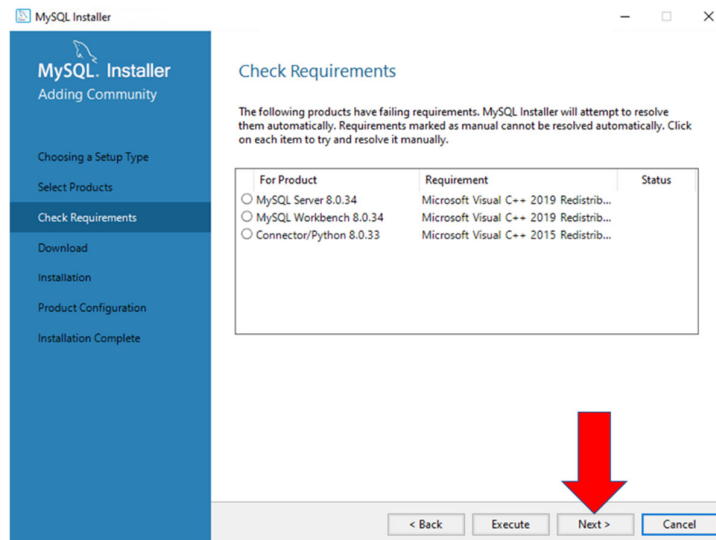 MySQL Installer
MySQL. Installer
Adding Community
Choosing a Setup Type
Select Products
Check Requirements
Download
Installation
Product Configuration
Installation Complete
Check Requirements
The following products have failing requirements. MySQL Installer will attempt to resolve
them automatically. Requirements marked as manual cannot be resolved automatically. Click
on each item to try and resolve it manually.
For Product Requirement Status
MySQL Server 8.0.34 Microsoft Visual C++ 2019 Redistrib...
MySQL Workbench 8.0.34 Microsoft Visual C++ 2019 Redistrib...
Connector/Python 8.0.33 Microsoft Visual C++ 2015 Redistrib...
< Back Execute Next > Cancel